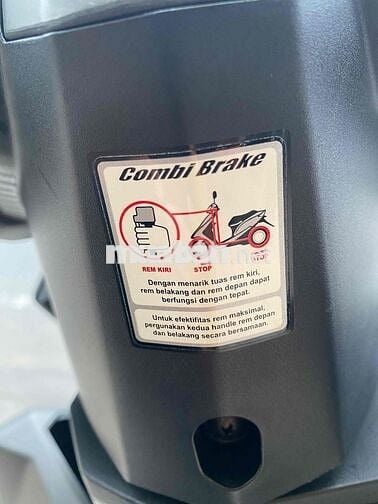 Combi Brake
REM KIRI STOP STOP
Dengan menarik tuas rem kiri,
rem belakang dan rem depan dapat
berfungsi dengan tepat.
Untuk efektifitas rem maksimal,
pergunakan kedua handle rem depan
dan belakang secara bersamaan.